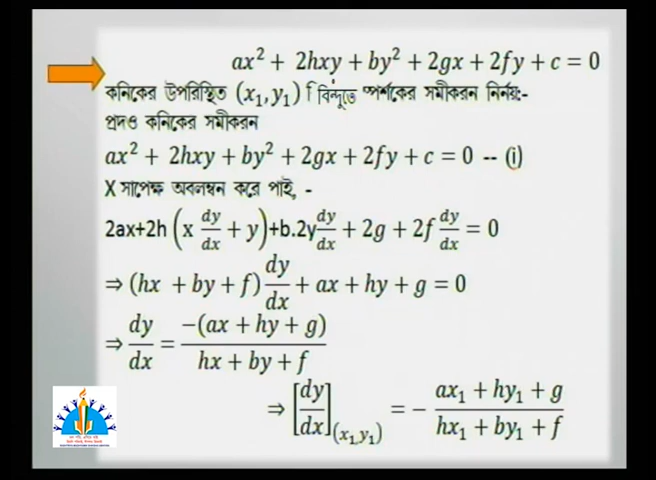 ax² + 2hxy + by² + 2gx + 2fy + c = 0
কনিকের উপরিস্থিত (x₁, y₁) বিন্দুতে স্পর্শকের সমীকরন নির্নয়:-
প্রদও কনিকের সমীকরন
ax² + 2hxy + by² + 2gx + 2fy + c = 0 -- (i)
X সাপেক্ষ অবলম্বন করে পাই, -
2ax+2h (x dy/dx + y)+b.2y dy/dx + 2g + 2f dy/dx = 0
⇒ (hx + by + f) dy/dx + ax + hy + g = 0
⇒ dy/dx = -(ax + hy + g)/(hx + by + f)
⇒ [dy/dx](x₁,y₁) = - (ax₁ + hy₁ + g)/(hx₁ + by₁ + f)